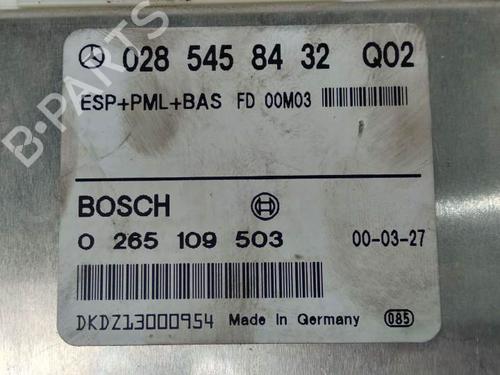 028 545 84 32 Q02
ESP+PML+BAS FD 00M03
BOSCH
0 265 109 503 00-03-27
DKDZ13000954 Made in Germany 085
B-PARTS